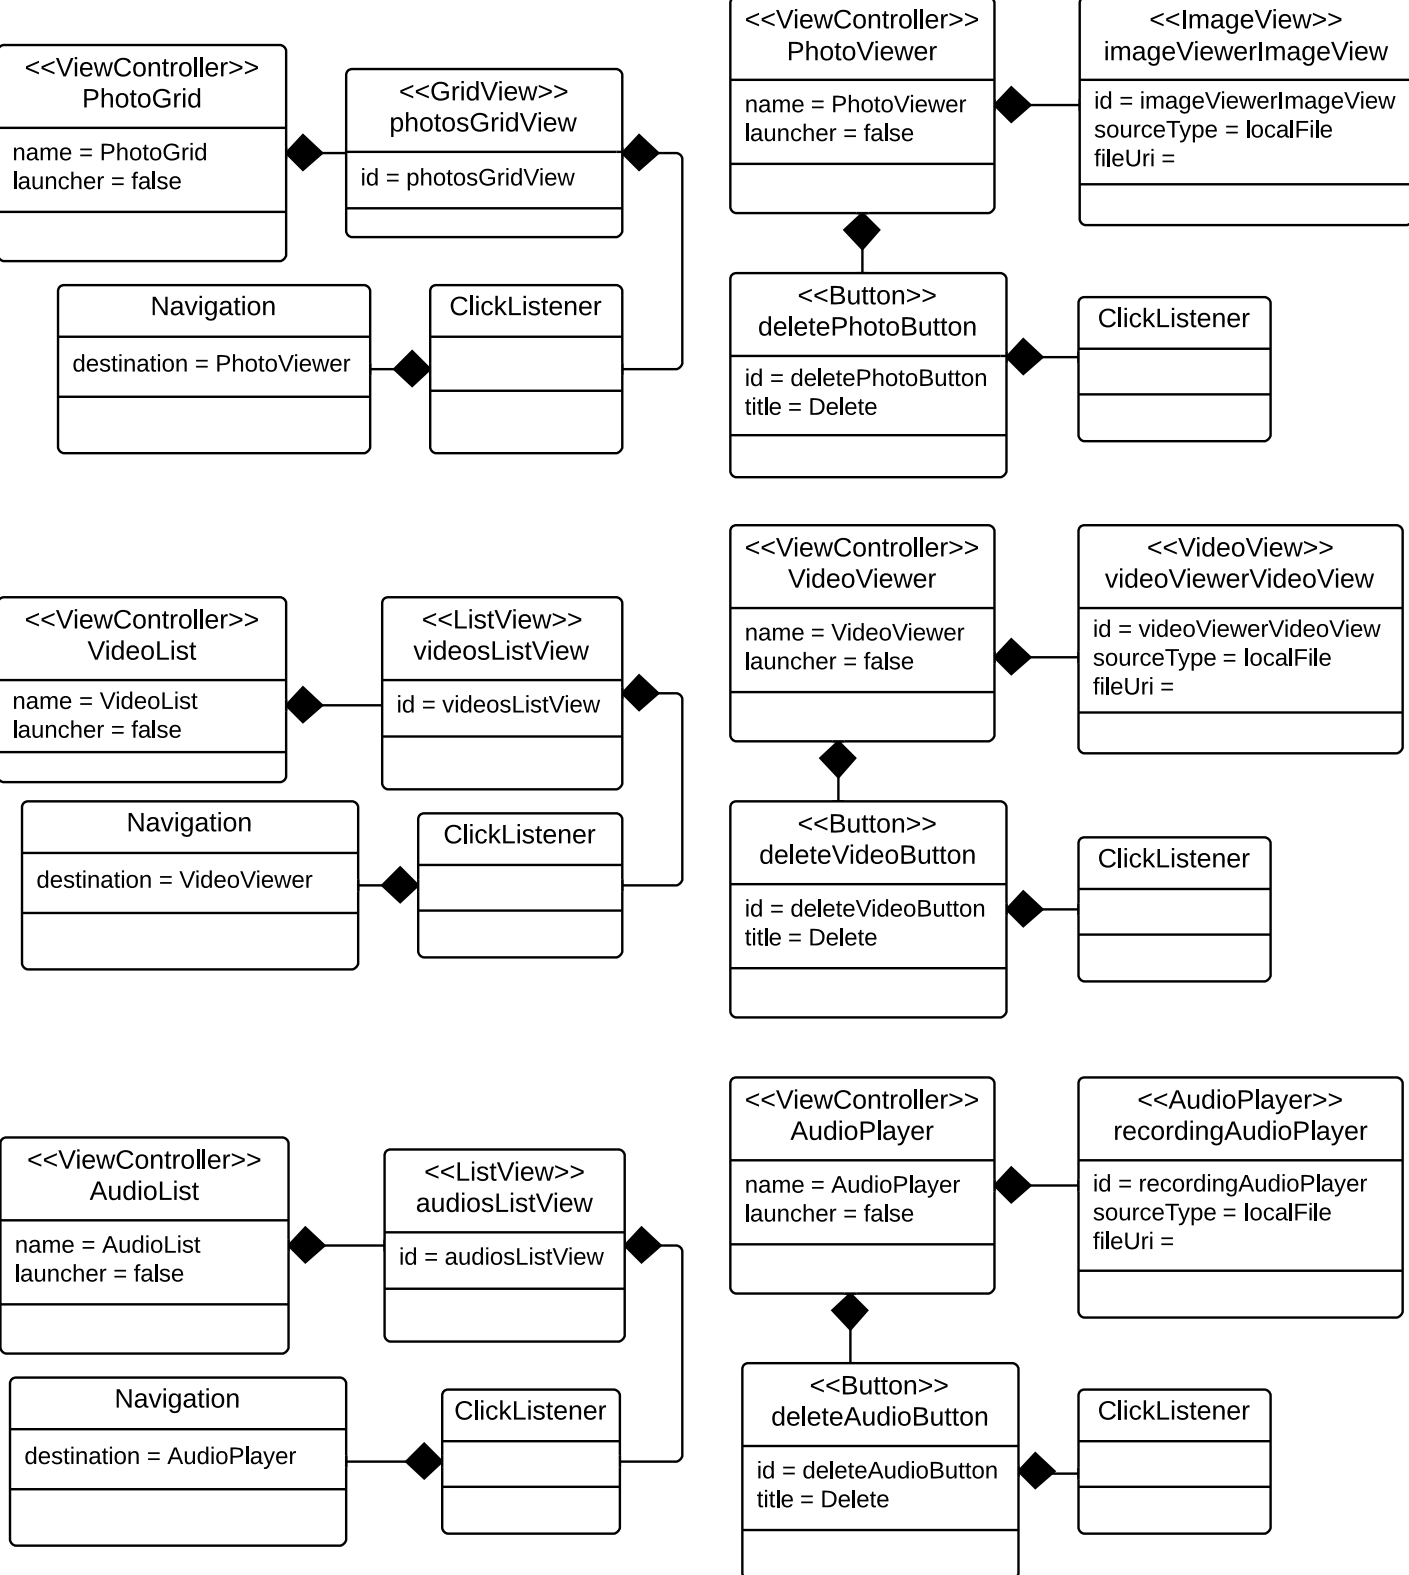 <<ViewController>>
PhotoGrid
name = PhotoGrid
launcher = false
<<GridView>>
photosGridView
id = photosGridView
Navigation
destination = PhotoViewer
ClickListener
<<ViewController>>
PhotoViewer
name = PhotoViewer
launcher = false
<<ImageView>>
imageViewerImageView
id = imageViewerImageView
sourceType = localFile
fileUri =
<<Button>>
deletePhotoButton
id = deletePhotoButton
title = Delete
ClickListener
<<ViewController>>
VideoList
name = VideoList
launcher = false
<<ListView>>
videosListView
id = videosListView
Navigation
destination = VideoViewer
ClickListener
<<ViewController>>
VideoViewer
name = VideoViewer
launcher = false
<<VideoView>>
videoViewerVideoView
id = videoViewerVideoView
sourceType = localFile
fileUri =
<<Button>>
deleteVideoButton
id = deleteVideoButton
title = Delete
ClickListener
<<ViewController>>
AudioList
name = AudioList
launcher = false
<<ListView>>
audiosListView
id = audiosListView
Navigation
destination = AudioPlayer
ClickListener
<<ViewController>>
AudioPlayer
name = AudioPlayer
launcher = false
<<AudioPlayer>>
recordingAudioPlayer
id = recordingAudioPlayer
sourceType = localFile
fileUri =
<<Button>>
deleteAudioButton
id = deleteAudioButton
title = Delete
ClickListener